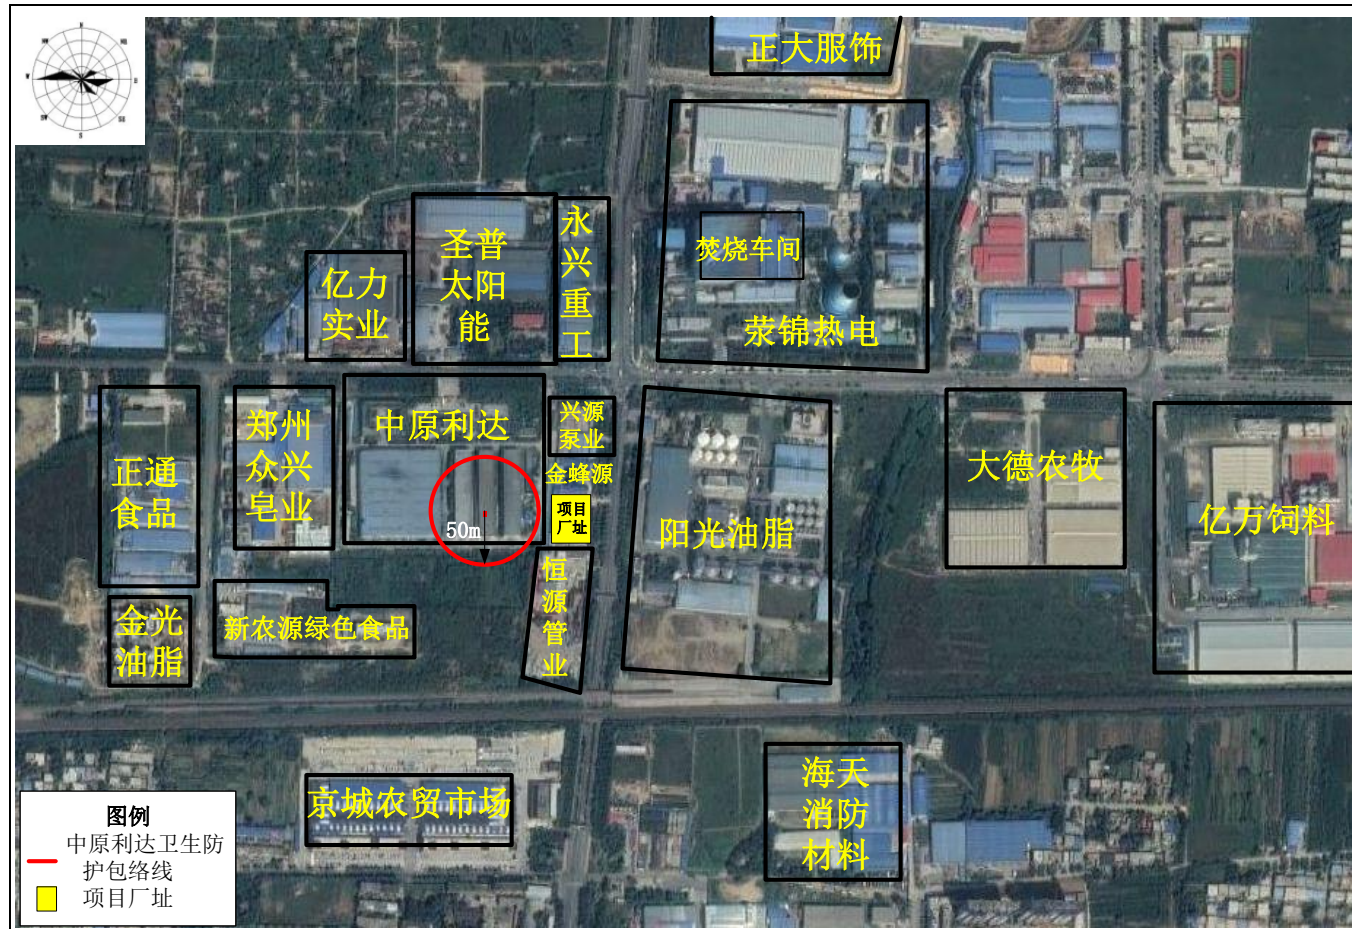 N
NW
NE
W
E
SW
SE
S
正大服饰
焚烧车间
荥锦热电
永
兴
重
工
圣普
太阳
能
亿力
实业
中原利达
兴源
泵业
金蜂源
项目
厂址
50m
郑州
众兴
皂业
正通
食品
阳光油脂
大德农牧
亿万饲料
恒
源
管
业
新农源绿色食品
金光
油脂
京城农贸市场
海天
消防
材料
图例
中原利达卫生防
护包络线
项目厂址